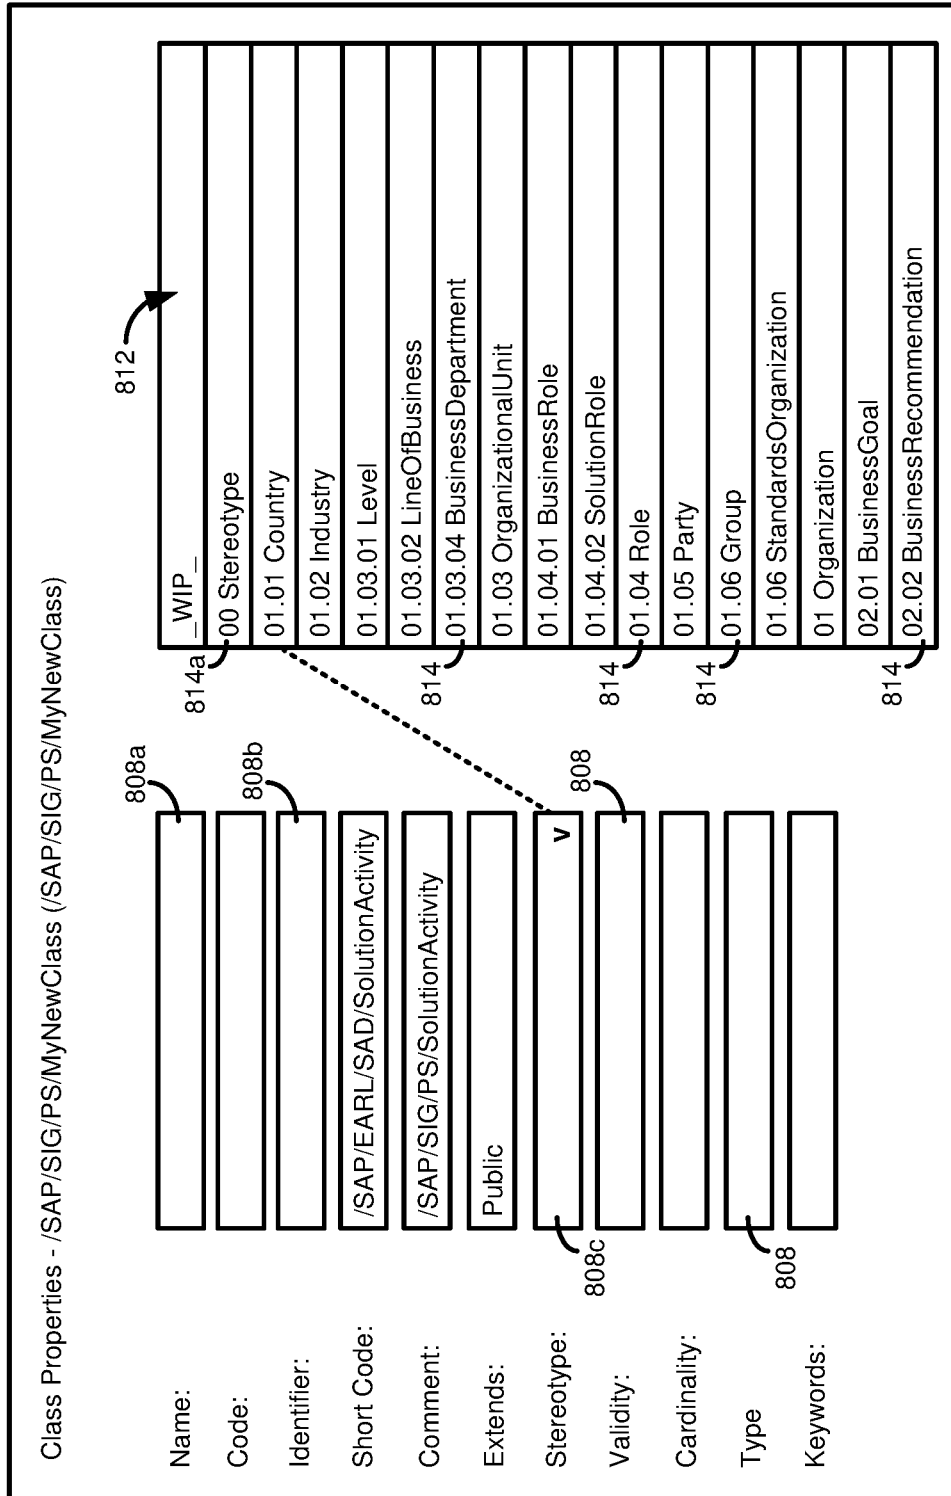 Class Properties - /SAP/SIG/PS/MyNewClass (/SAP/SIG/PS/MyNewClass)
Name:
808a
Code:
Identifier:
808b
Short Code:
/SAP/EARL/SAD/SolutionActivity
Comment:
/SAP/SIG/PS/SolutionActivity
Extends:
Public
Stereotype:
808c
v
Validity:
808
Cardinality:
Type
808
Keywords:
812
_WIP_
814a
00 Stereotype
01.01 Country
01.02 Industry
01.03.01 Level
01.03.02 LineOfBusiness
814
01.03.04 BusinessDepartment
01.03 OrganizationalUnit
01.04.01 BusinessRole
01.04.02 SolutionRole
814
01.04 Role
01.05 Party
814
01.06 Group
01.06 StandardsOrganization
01 Organization
02.01 BusinessGoal
814
02.02 BusinessRecommendation